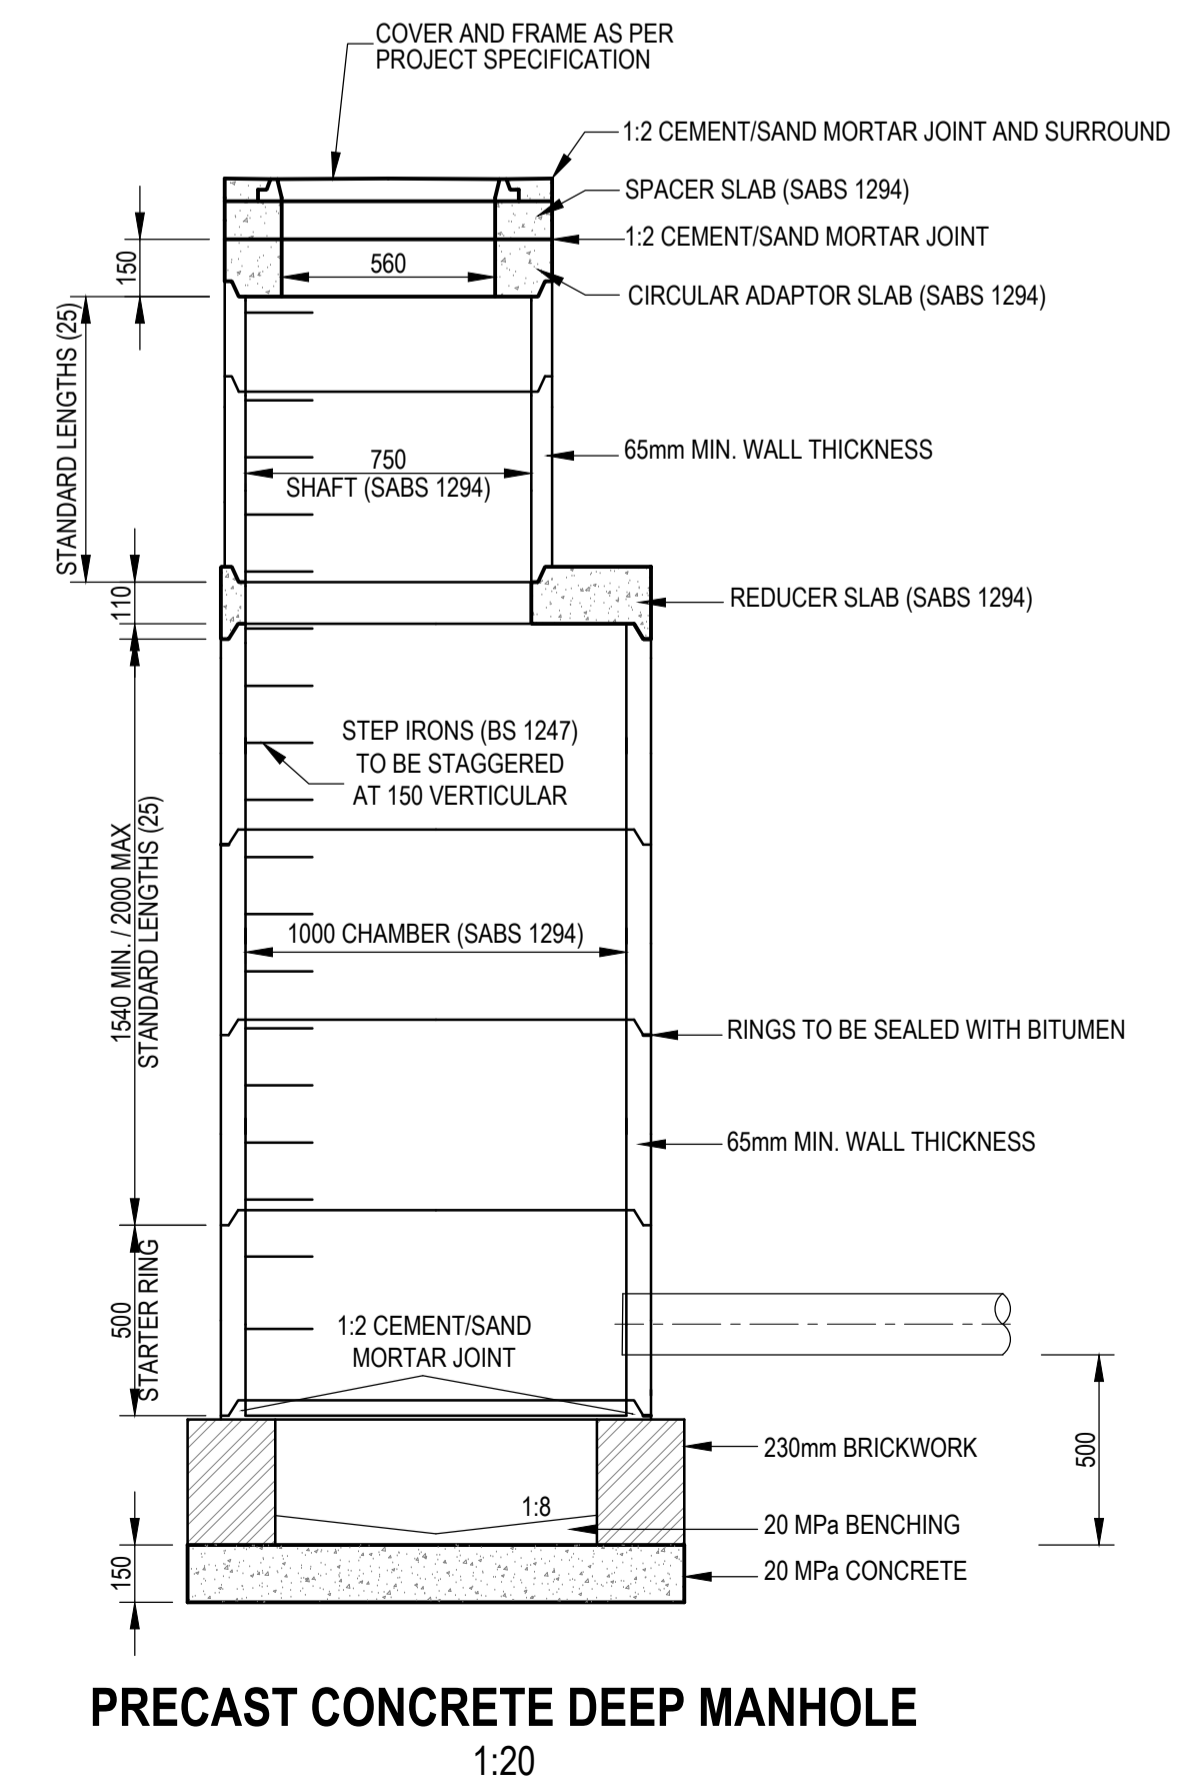 COVER AND FRAME AS PER
PROJECT SPECIFICATION
1:2 CEMENT/SAND MORTAR JOINT AND SURROUND
SPACER SLAB (SABS 1294)
1:2 CEMENT/SAND MORTAR JOINT
150
560
CIRCULAR ADAPTOR SLAB (SABS 1294)
STANDARD LENGTHS (25)
65mm MIN. WALL THICKNESS
750
SHAFT (SABS 1294)
110
REDUCER SLAB (SABS 1294)
STEP IRONS (BS 1247)
TO BE STAGGERED
AT 150 VERTICULAR
1540 MIN. / 2000 MAX
STANDARD LENGTHS (25)
1000 CHAMBER (SABS 1294)
RINGS TO BE SEALED WITH BITUMEN
65mm MIN. WALL THICKNESS
500
STARTER RING
1:2 CEMENT/SAND
MORTAR JOINT
230mm BRICKWORK
500
1:8
20 MPa BENCHING
150
20 MPa CONCRETE
PRECAST CONCRETE DEEP MANHOLE
1:20